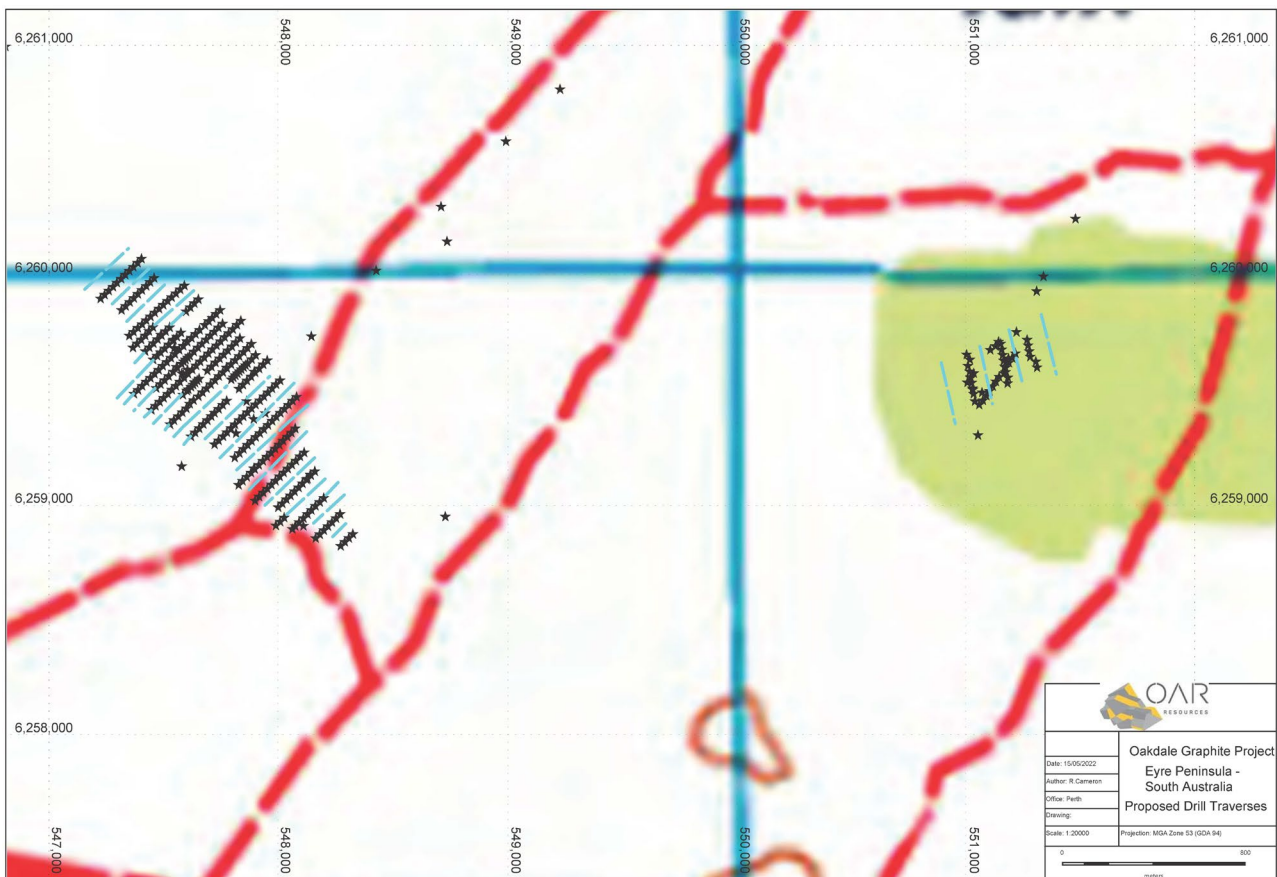 6,261,000
548,000
549,000
550,000
551,000
6,261,000
6,260,000
6,260,000
6,259,000
6,259,000
6,258,000
547,000
548,000
549,000
550,000
551,000
OAR
RESOURCES
Oakdale Graphite Project
Eyre Peninsula -
South Australia
Proposed Drill Traverses
Date: 15/05/2022
Author: R.Cameron
Office: Perth
Drawing:
Scale: 1:20000
Projection: MGA Zone 53 (GDA 94)
0 800
meters